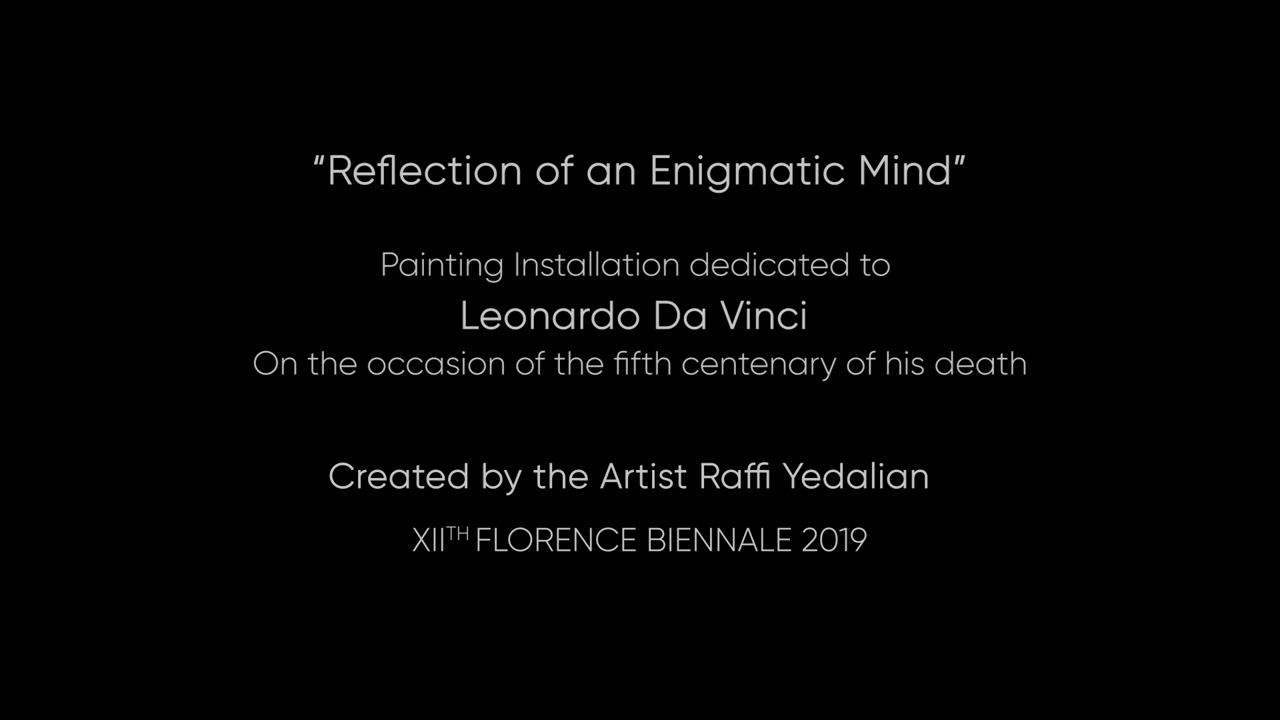 “Reflection of an Enigmatic Mind”
Painting Installation dedicated to
Leonardo Da Vinci
On the occasion of the fifth centenary of his death
Created by the Artist Raffi Yedalian
XIITH FLORENCE BIENNALE 2019